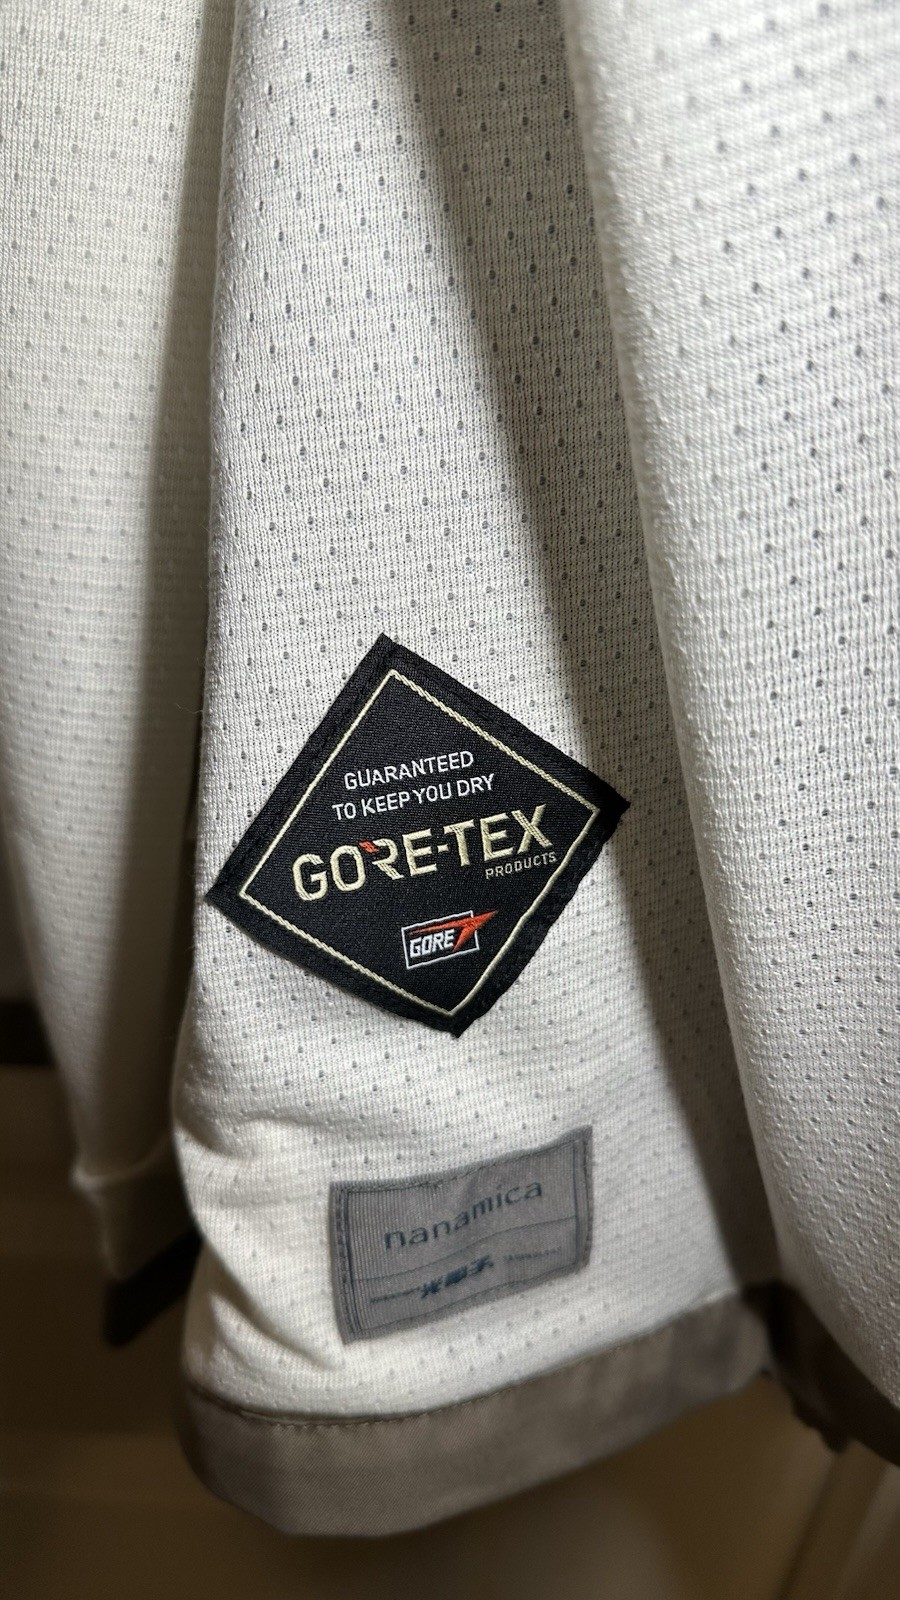 GUARANTEED
TO KEEP YOU DRY
GORE-TEX
PRODUCTS
GORE
nanamica